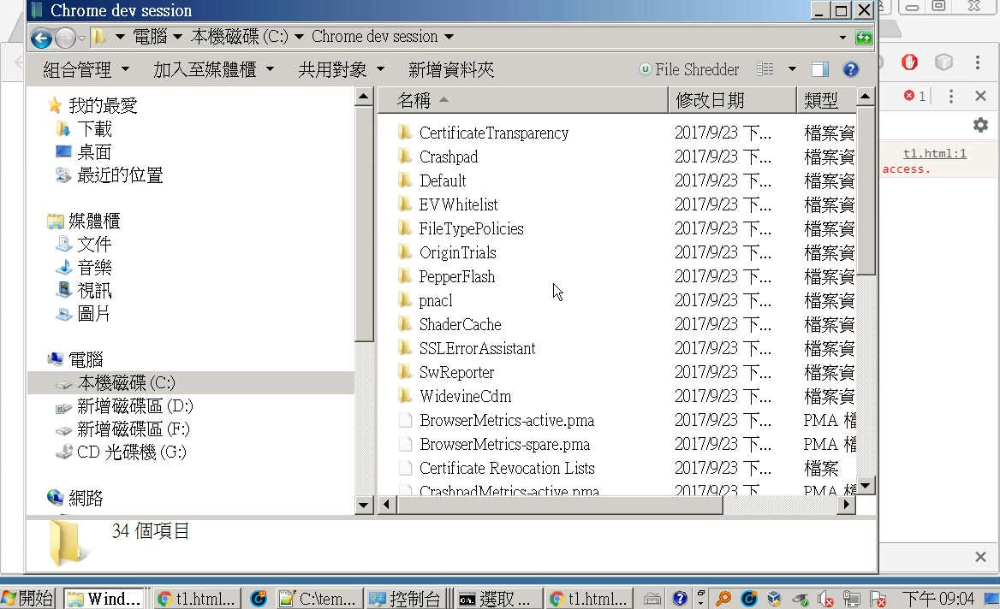 Chrome dev session
電腦 本機磁碟 (C:) Chrome dev session
組合管理 加入至媒體櫃 共用對象 新增資料夾 File Shredder
1
t1.html:1
access.
我的最愛
下載
桌面
最近的位置
媒體櫃
文件
音樂
視訊
圖片
電腦
本機磁碟 (C:)
新增磁碟區 (D:)
新增磁碟區 (F:)
CD 光碟機 (G:)
網路
名稱 修改日期 類型
CertificateTransparency 2017/9/23 下... 檔案資
Crashpad 2017/9/23 下... 檔案資
Default 2017/9/23 下... 檔案資
EVWhitelist 2017/9/23 下... 檔案資
FileTypePolicies 2017/9/23 下... 檔案資
OriginTrials 2017/9/23 下... 檔案資
PepperFlash 2017/9/23 下... 檔案資
pnacl 2017/9/23 下... 檔案資
ShaderCache 2017/9/23 下... 檔案資
SSLErrorAssistant 2017/9/23 下... 檔案資
SwReporter 2017/9/23 下... 檔案資
WidevineCdm 2017/9/23 下... 檔案資
BrowserMetrics-active.pma 2017/9/23 下... PMA 檔
BrowserMetrics-spare.pma 2017/9/23 下... PMA 檔
Certificate Revocation Lists 2017/9/23 下... 檔案
CrashpadMetrics-active.pma 2017/9/23 下... PMA 檔
34 個項目
開始 Wind... t1.html... C:\tem... 控制台 選取 ... t1.html... 下午 09:04